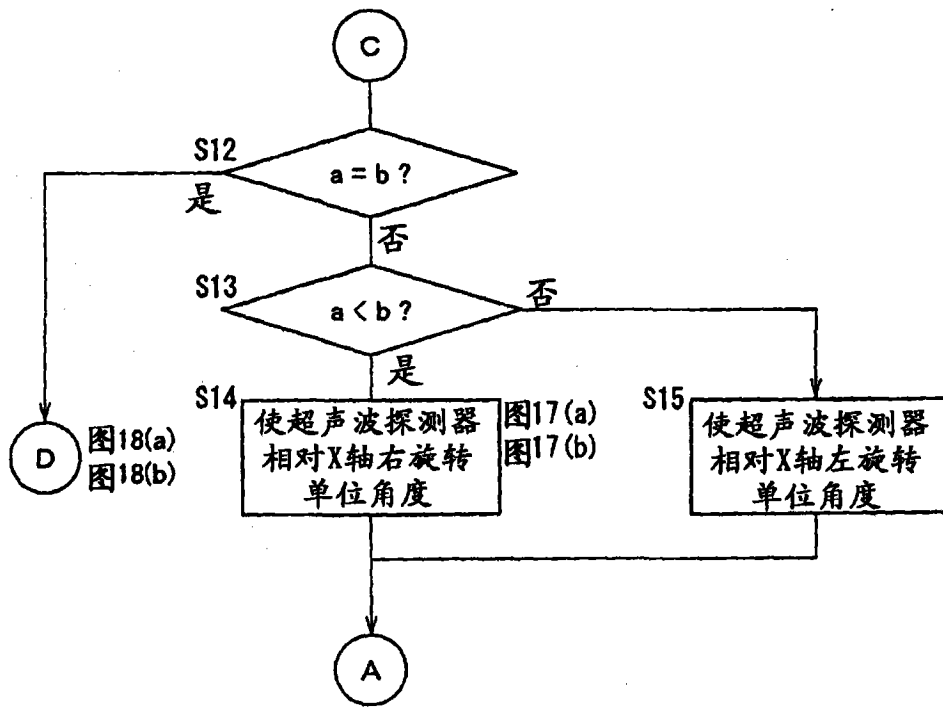 C
S12
a = b ?
是
否
S13
a < b ?
否
是
S14
使超声波探测器
相对X轴右旋转
单位角度
图17(a)
图17(b)
S15
使超声波探测器
相对X轴左旋转
单位角度
D
图18(a)
图18(b)
A